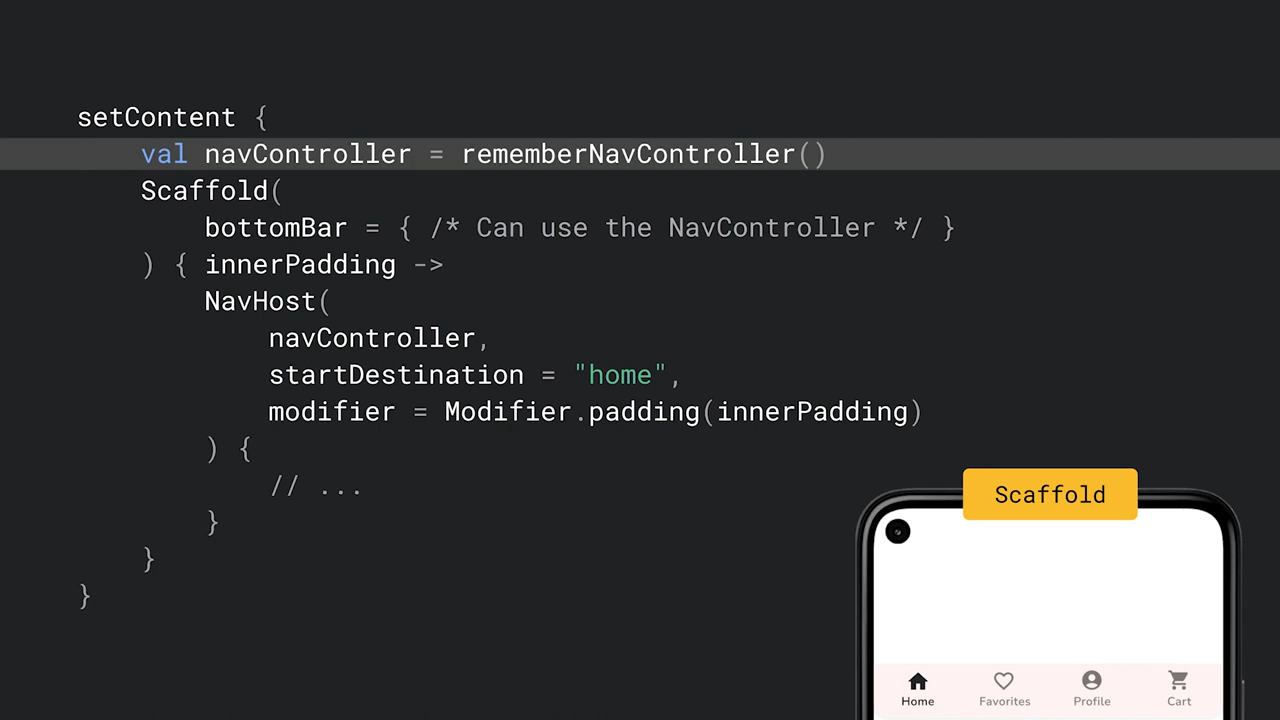 setContent {
    val navController = rememberNavController()
    Scaffold(
        bottomBar = { /* Can use the NavController */ }
    ) { innerPadding ->
        NavHost(
            navController,
            startDestination = "home",
            modifier = Modifier.padding(innerPadding)
        ) {
            // ...
        }
    }
}
Scaffold
Home Favorites Profile Cart